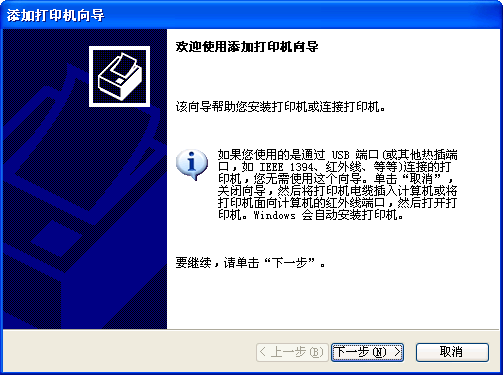 添加打印机向导
欢迎使用添加打印机向导
该向导帮助您安装打印机或连接打印机。
如果您使用的是通过 USB 端口(或其他热插端
口，如 IEEE 1394、红外线、等等)连接的打
印机，您无需使用这个向导。单击“取消”，
关闭向导，然后将打印机电缆插入计算机或将
打印机面向计算机的红外线端口，然后打开打
印机。Windows 会自动安装打印机。
要继续，请单击“下一步”。
< 上一步(B) 下一步(N) > 取消